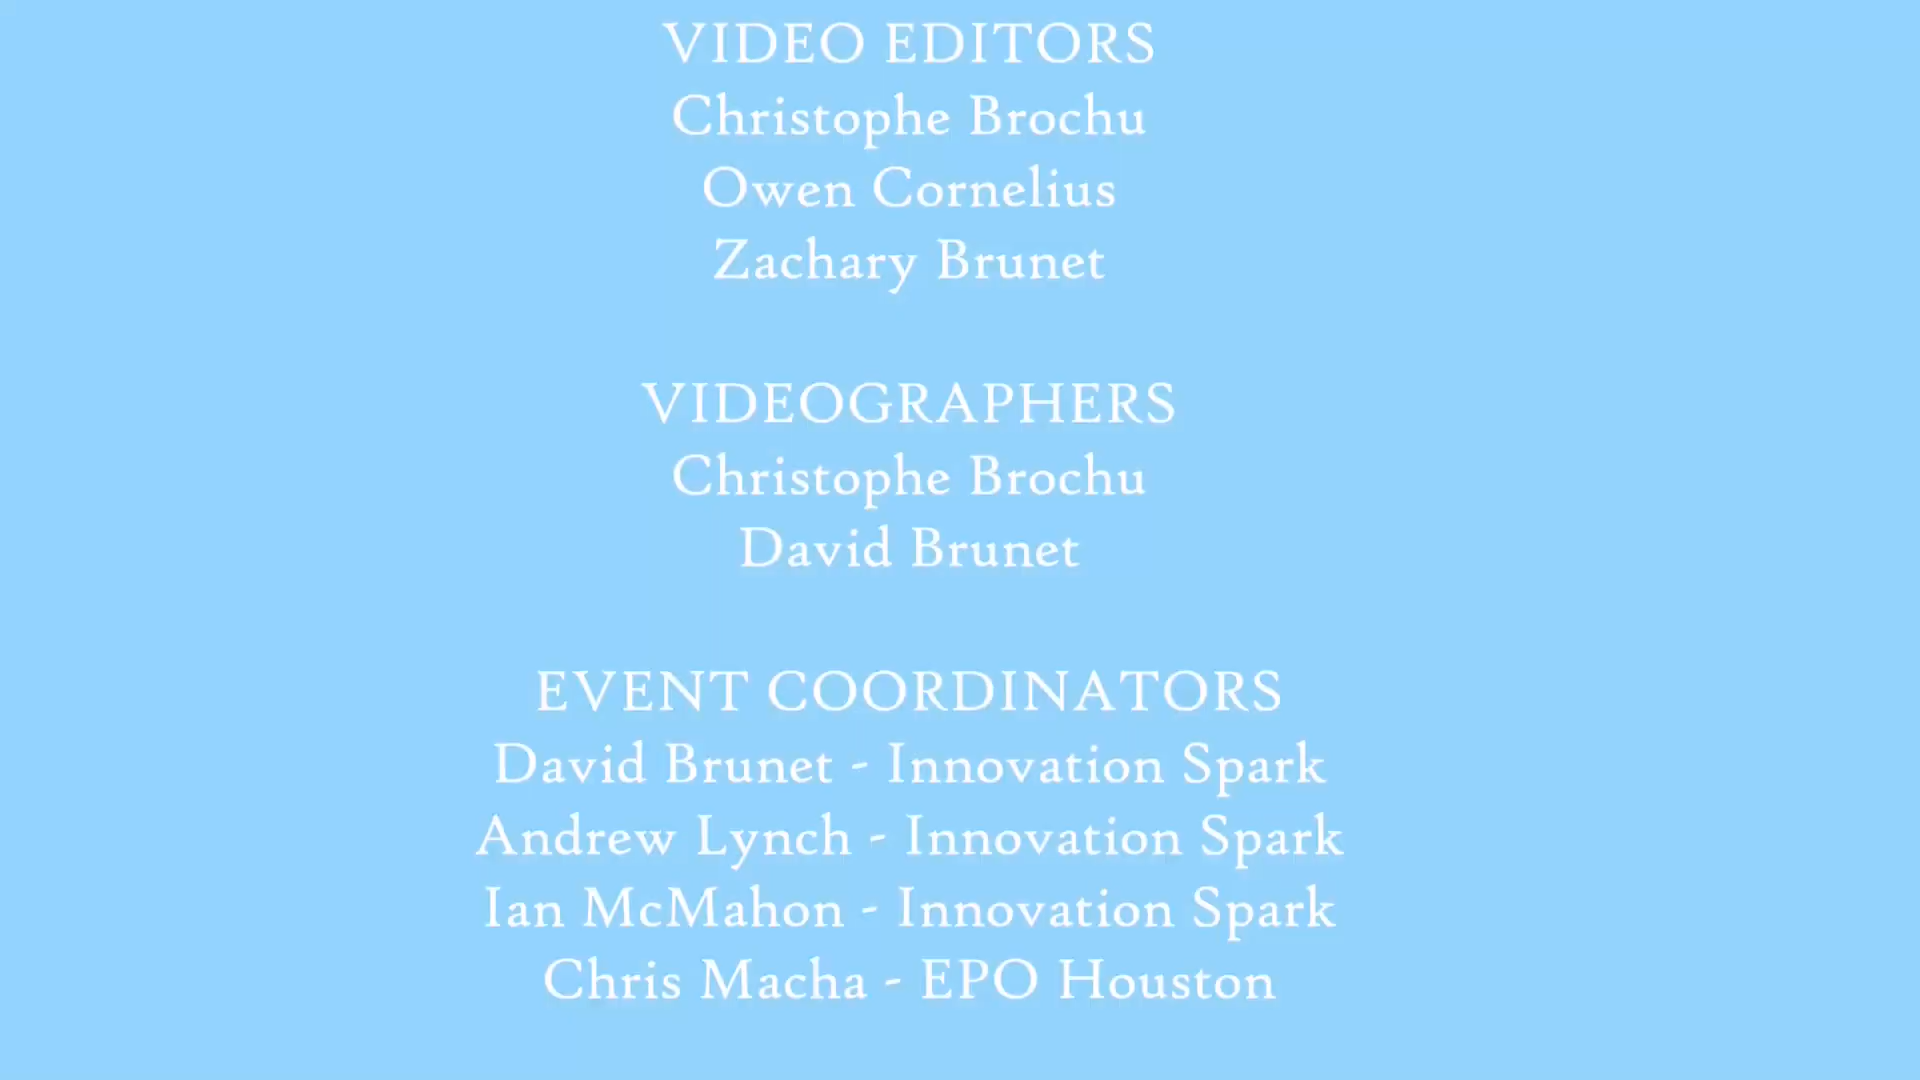 VIDEO EDITORS
Christophe Brochu
Owen Cornelius
Zachary Brunet
VIDEOGRAPHERS
Christophe Brochu
David Brunet
EVENT COORDINATORS
David Brunet - Innovation Spark
Andrew Lynch - Innovation Spark
Ian McMahon - Innovation Spark
Chris Macha - EPO Houston